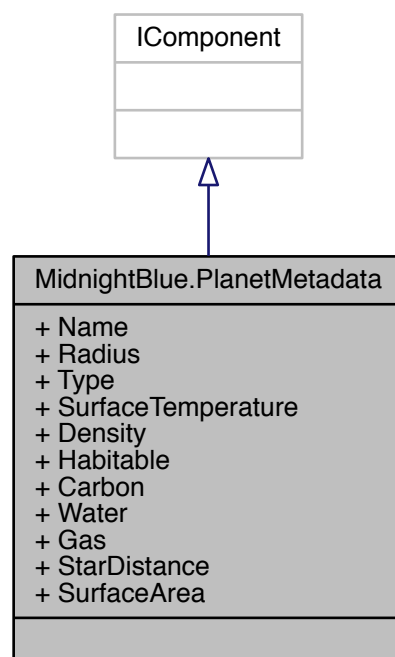 IComponent
MidnightBlue.PlanetMetadata
+ Name
+ Radius
+ Type
+ SurfaceTemperature
+ Density
+ Habitable
+ Carbon
+ Water
+ Gas
+ StarDistance
+ SurfaceArea